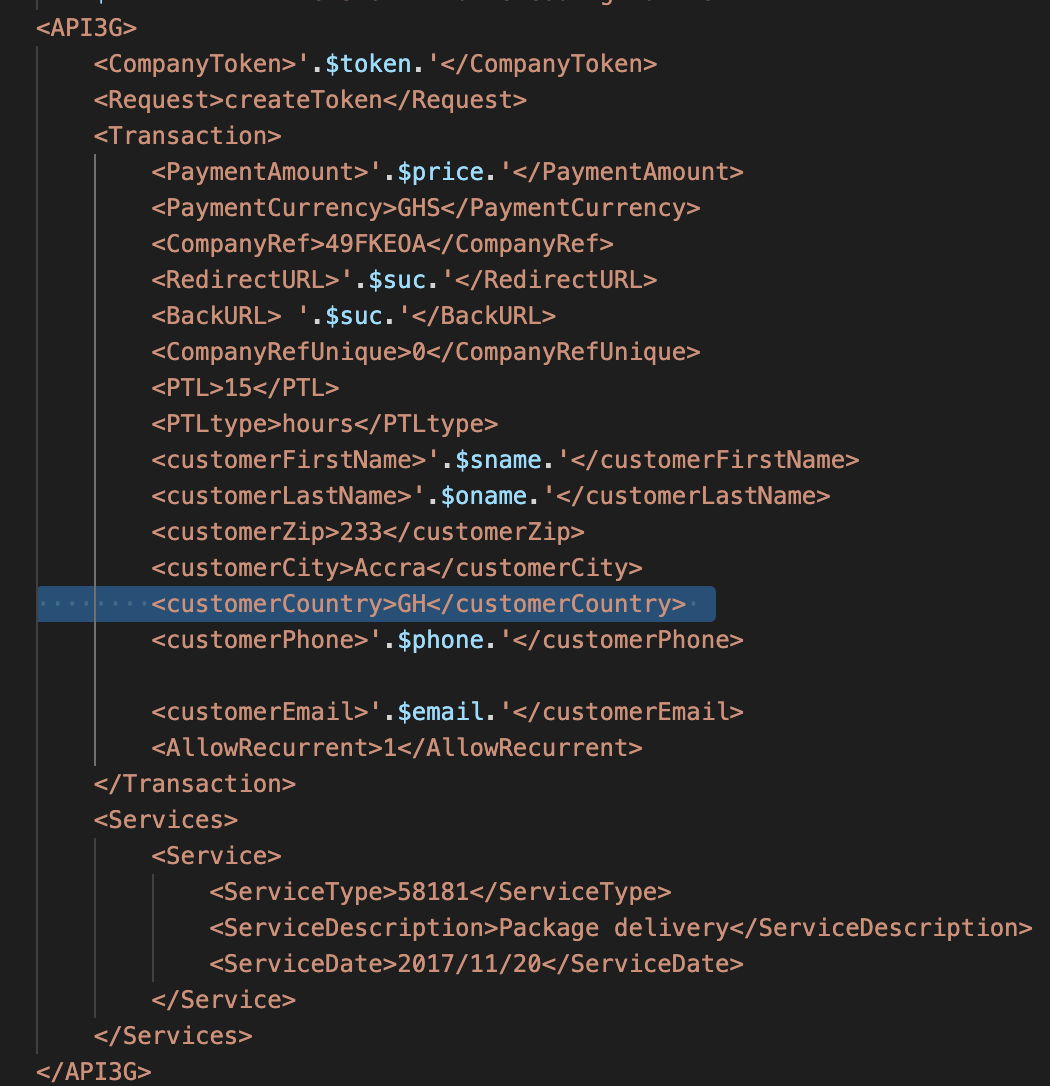 <API3G>
<CompanyToken>'.$token.'</CompanyToken>
<Request>createToken</Request>
<Transaction>
<PaymentAmount>'.$price.'</PaymentAmount>
<PaymentCurrency>GHS</PaymentCurrency>
<CompanyRef>49FKEOA</CompanyRef>
<RedirectURL>'.$suc.'</RedirectURL>
<BackURL> '.$suc.'</BackURL>
<CompanyRefUnique>0</CompanyRefUnique>
<PTL>15</PTL>
<PTLtype>hours</PTLtype>
<customerFirstName>'.$sname.'</customerFirstName>
<customerLastName>'.$oname.'</customerLastName>
<customerZip>233</customerZip>
<customerCity>Accra</customerCity>
<customerCountry>GH</customerCountry>
<customerPhone>'.$phone.'</customerPhone>
<customerEmail>'.$email.'</customerEmail>
<AllowRecurrent>1</AllowRecurrent>
</Transaction>
<Services>
<Service>
<ServiceType>58181</ServiceType>
<ServiceDescription>Package delivery</ServiceDescription>
<ServiceDate>2017/11/20</ServiceDate>
</Service>
</Services>
</API3G>